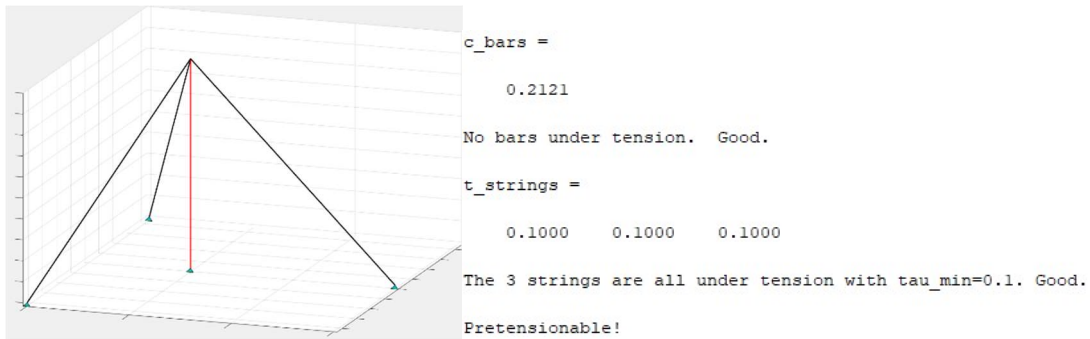 c_bars =
0.2121
No bars under tension.  Good.
t_strings =
0.1000    0.1000    0.1000
The 3 strings are all under tension with tau_min=0.1. Good.
Pretensionable!